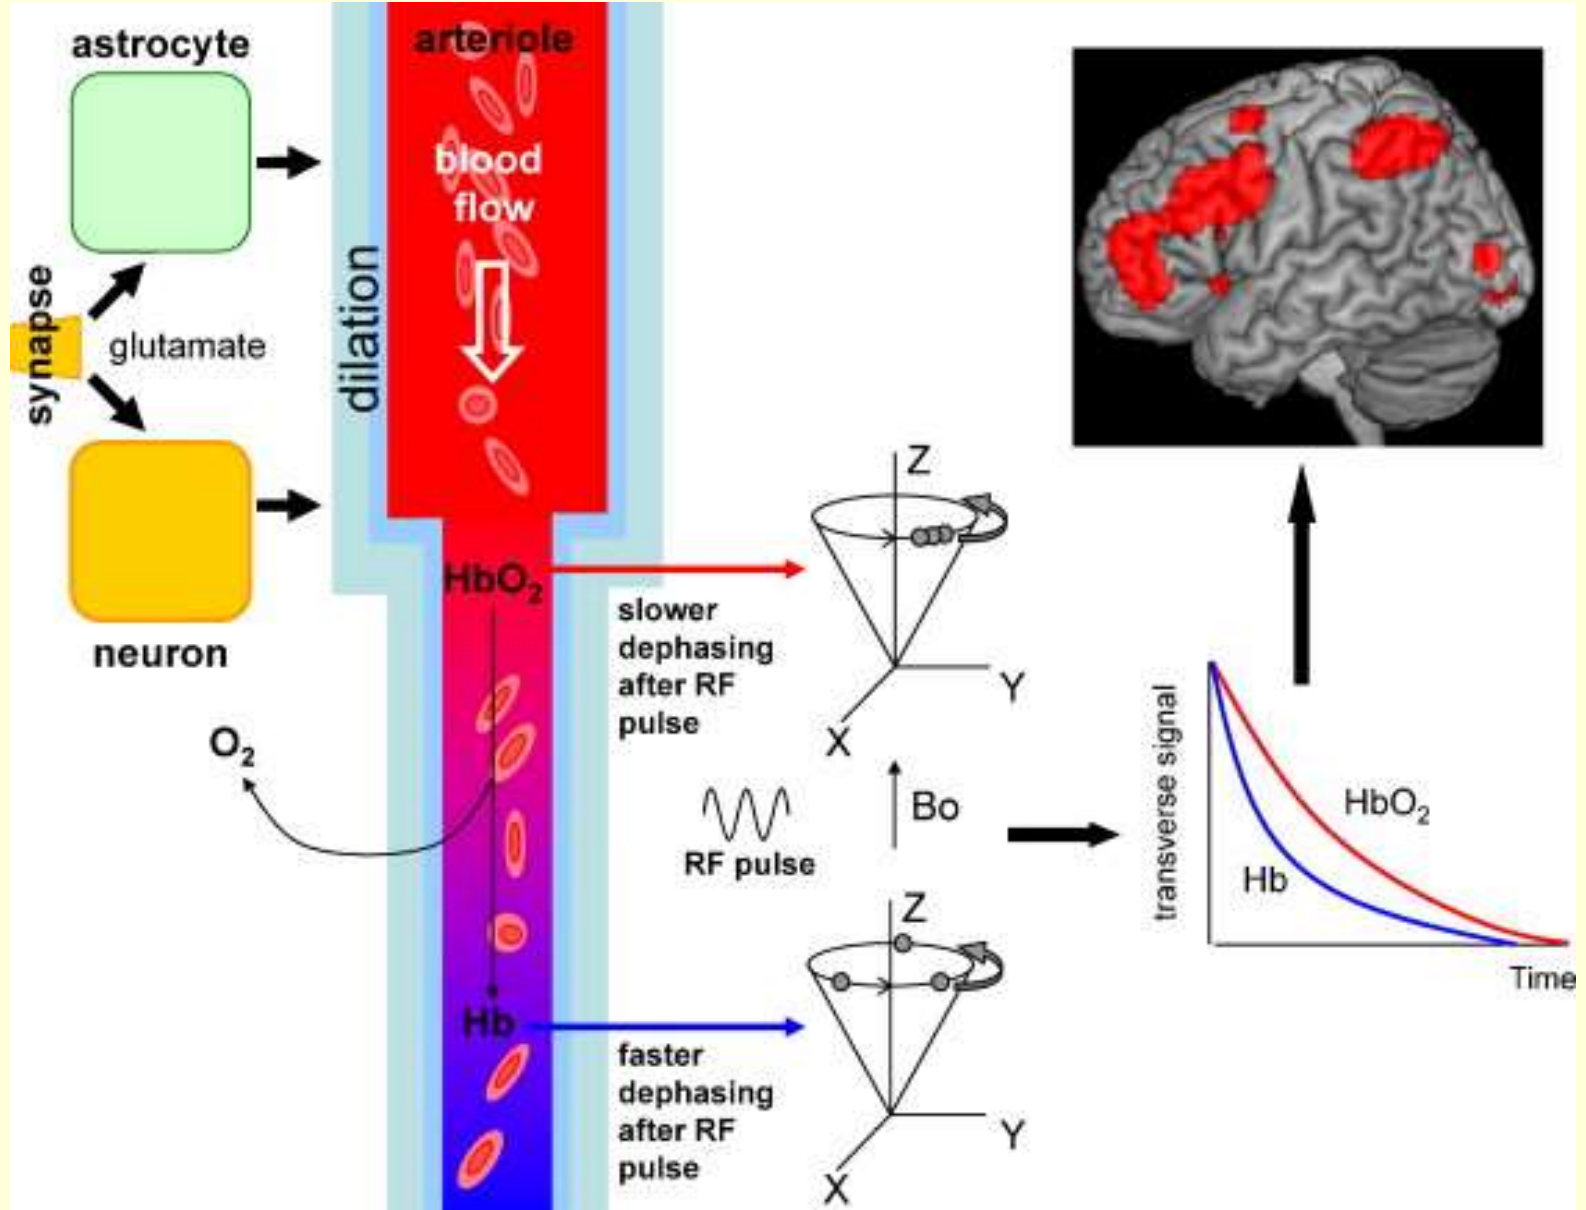 astrocyte
arteriole
blood
flow
synapse
glutamate
dilation
neuron
HbO₂
slower
dephasing
after RF
pulse
Z
Y
X
O₂
RF pulse
Bo
transverse signal
HbO₂
Hb
Time
Hb
faster
dephasing
after RF
pulse
Z
Y
X